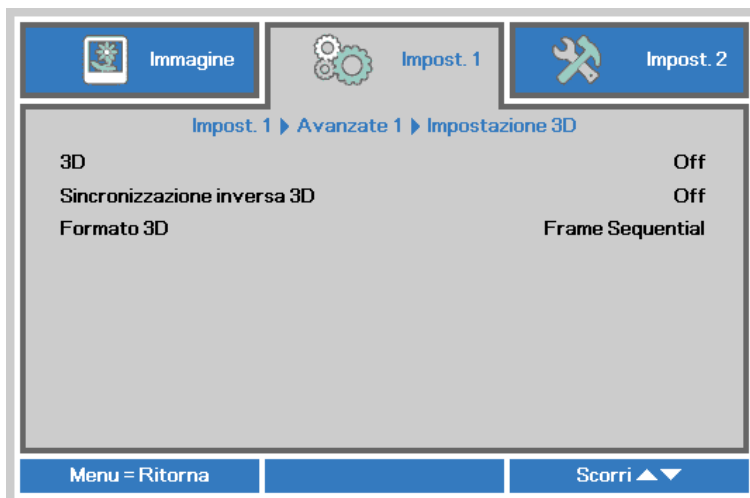 Immagine Impost. 1 Impost. 2
Impost. 1 ▶ Avanzate 1 ▶ Impostazione 3D
3D Off
Sincronizzazione inversa 3D Off
Formato 3D Frame Sequential
Menu = Ritorna Scorri ▲▼